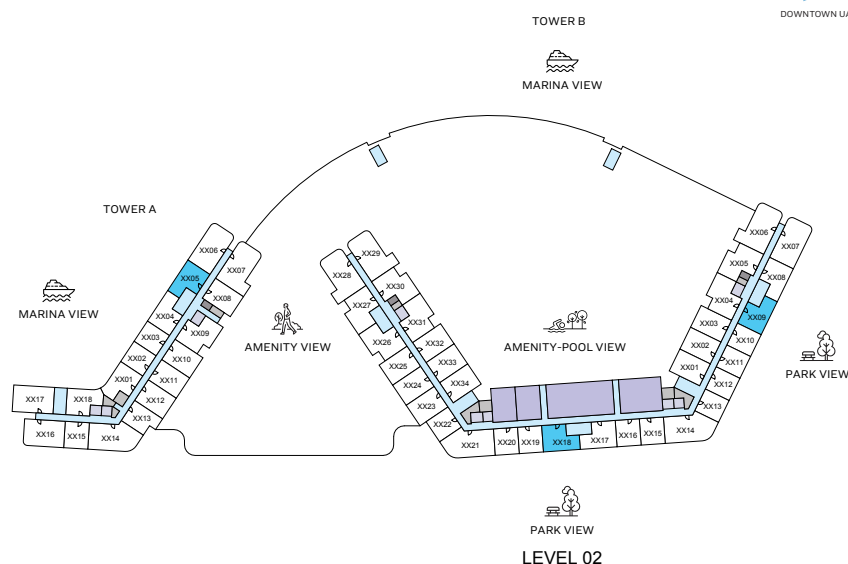 TOWER B
DOWNTOWN UA
MARINA VIEW
TOWER A
MARINA VIEW
AMENITY VIEW
AMENITY-POOL VIEW
PARK VIEW
XX06
XX05
XX07
XX08
XX04
XX09
XX03
XX10
XX02
XX11
XX01
XX12
XX13
XX17
XX18
XX16
XX15
XX14
XX29
XX28
XX30
XX27
XX31
XX26
XX32
XX25
XX33
XX24
XX34
XX23
XX22
XX21
XX20
XX19
XX18
XX17
XX16
XX15
XX14
XX06
XX07
XX05
XX08
XX04
XX09
XX03
XX10
XX02
XX11
XX01
XX12
XX13
PARK VIEW
LEVEL 02